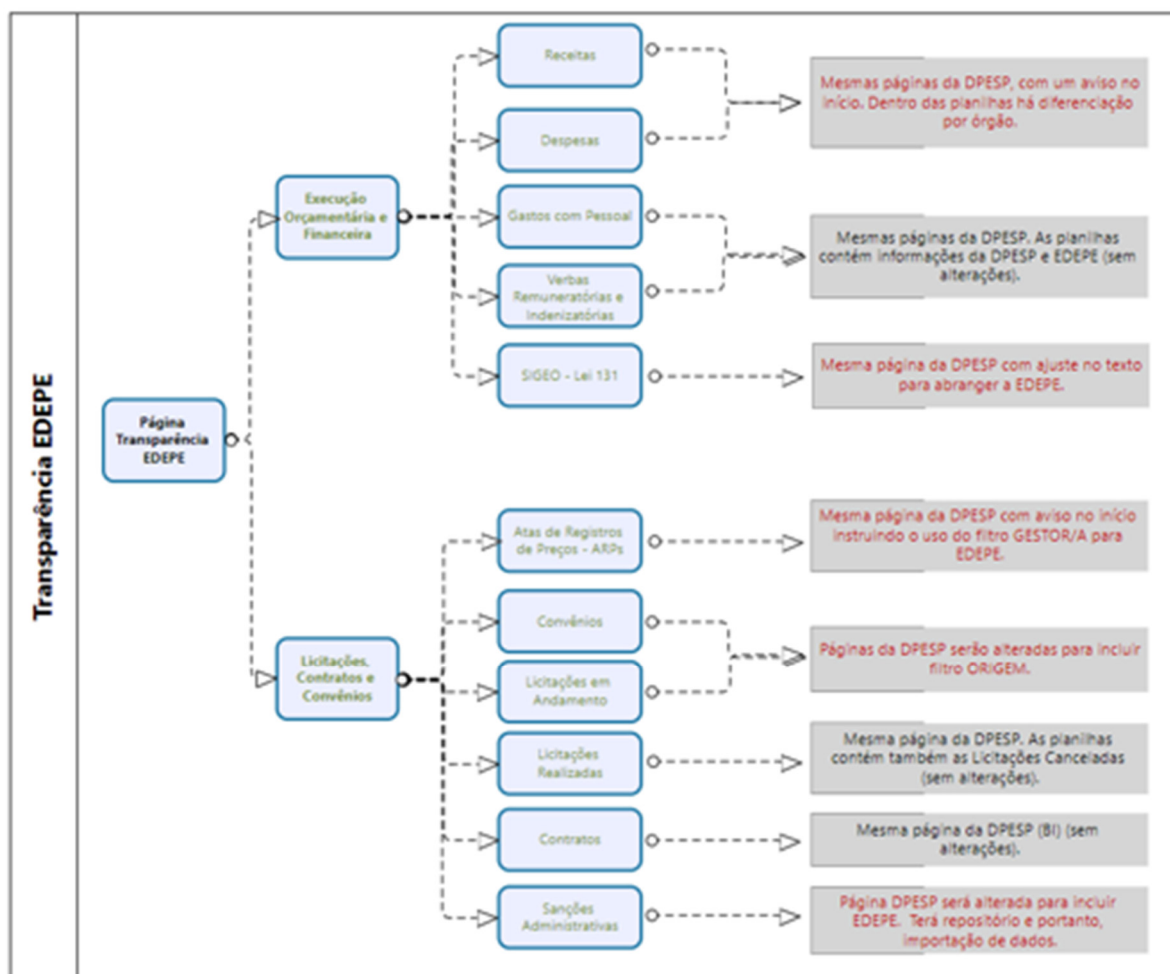 Transparência EDEPE
Página
Transparência
EDEPE
Execução
Orçamentária e
Financeira
Receitas
Despesas
Gastos com Pessoal
Verbas
Remuneratórias e
Indenizatórias
SIGEO - Lei 131
Mesmas páginas da DPESP, com um aviso no
início. Dentro das planilhas há diferenciação
por órgão.
Mesmas páginas da DPESP. As planilhas
contém informações da DPESP e EDEPE (sem
alterações).
Mesma página da DPESP com ajuste no texto
para abranger a EDEPE.
Licitações,
Contratos e
Convênios
Atas de Registros
de Preços - ARPs
Convênios
Licitações em
Andamento
Licitações
Realizadas
Contratos
Sanções
Administrativas
Mesma página da DPESP com aviso no início
instruindo o uso do filtro GESTOR/A para
EDEPE.
Páginas da DPESP serão alteradas para incluir
filtro ORIGEM.
Mesma página da DPESP. As planilhas
contém também as Licitações Canceladas
(sem alterações).
Mesma página da DPESP (BI) (sem
alterações).
Página DPESP será alterada para incluir
EDEPE. Terá repositório e portanto,
importação de dados.